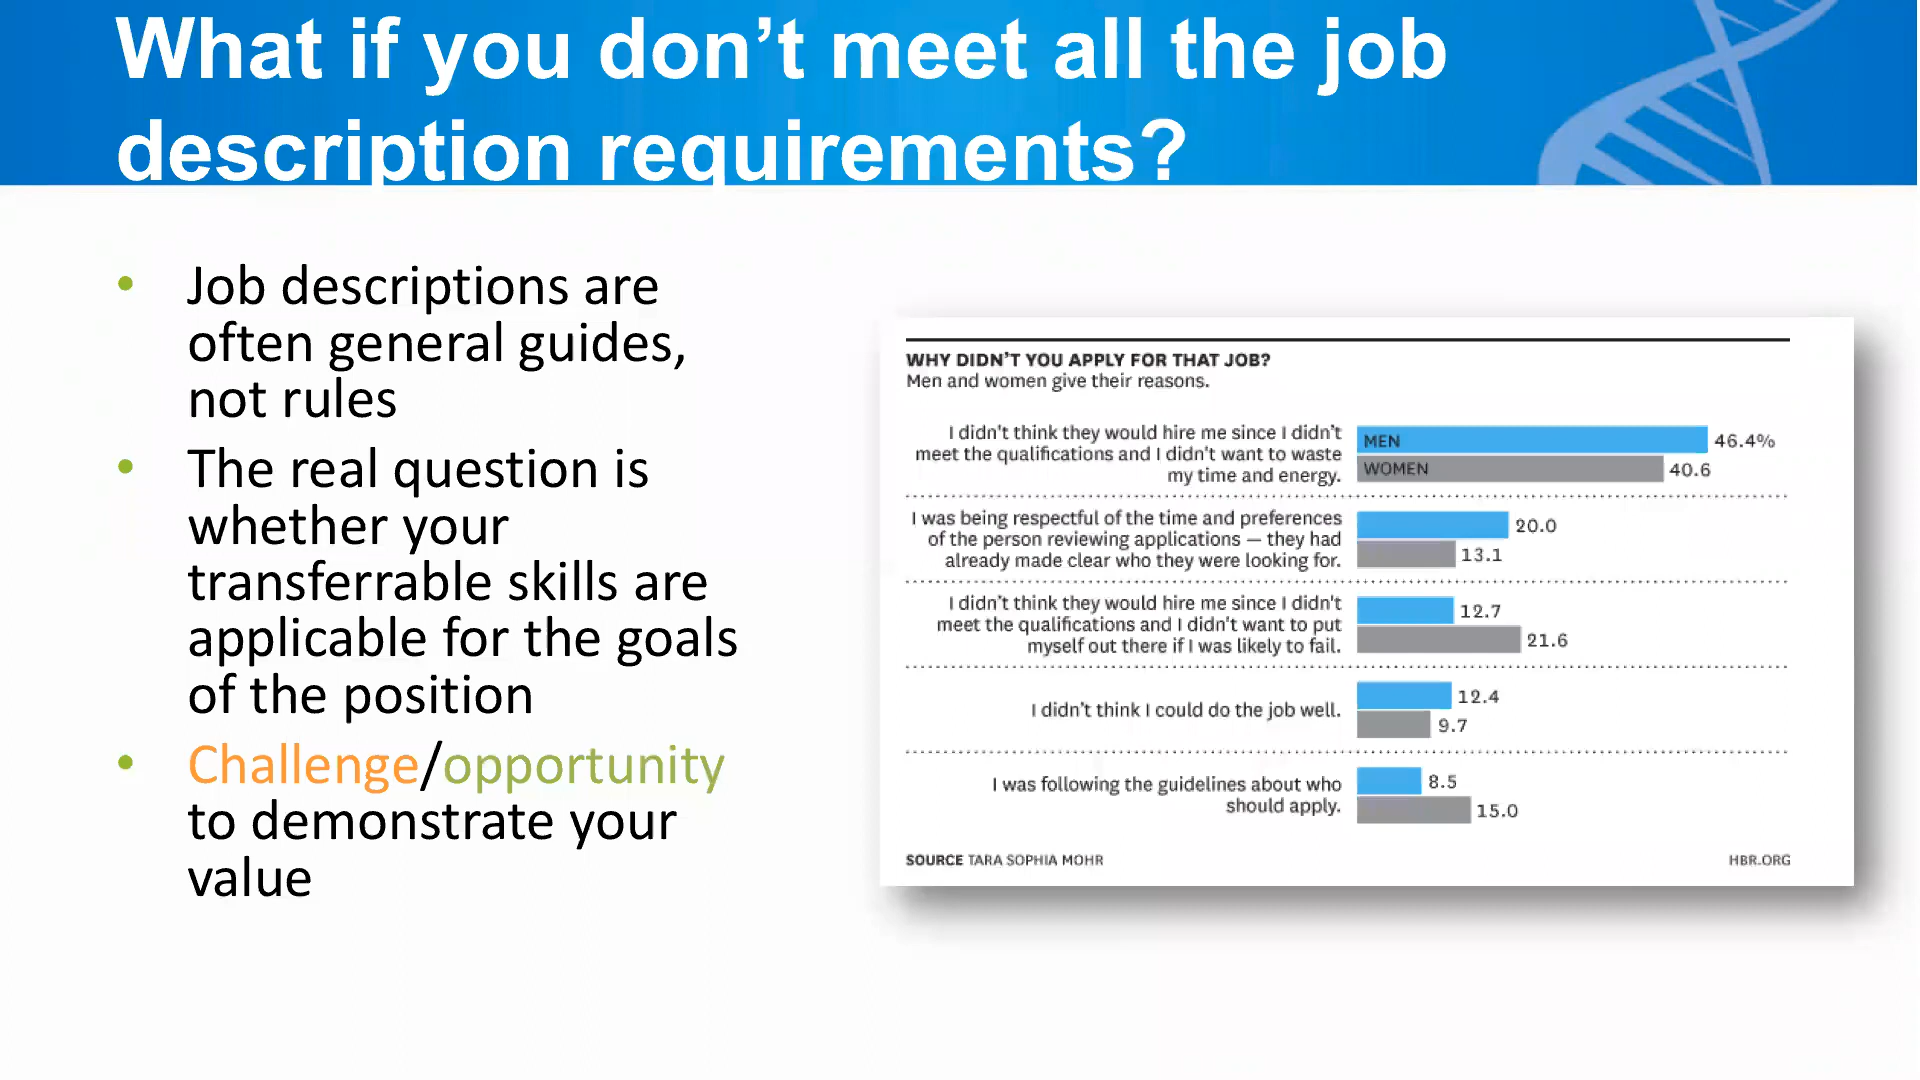 What if you don’t meet all the job
description requirements?
• Job descriptions are
often general guides,
not rules
• The real question is
whether your
transferrable skills are
applicable for the goals
of the position
• Challenge/opportunity
to demonstrate your
value
WHY DIDN’T YOU APPLY FOR THAT JOB?
Men and women give their reasons.
I didn't think they would hire me since I didn’t
meet the qualifications and I didn't want to waste
my time and energy.
MEN 46.4%
WOMEN 40.6
I was being respectful of the time and preferences
of the person reviewing applications — they had
already made clear who they were looking for.
20.0
13.1
I didn’t think they would hire me since I didn't
meet the qualifications and I didn't want to put
myself out there if I was likely to fail.
12.7
21.6
I didn’t think I could do the job well.
12.4
9.7
I was following the guidelines about who
should apply.
8.5
15.0
SOURCE TARA SOPHIA MOHR
HBR.ORG